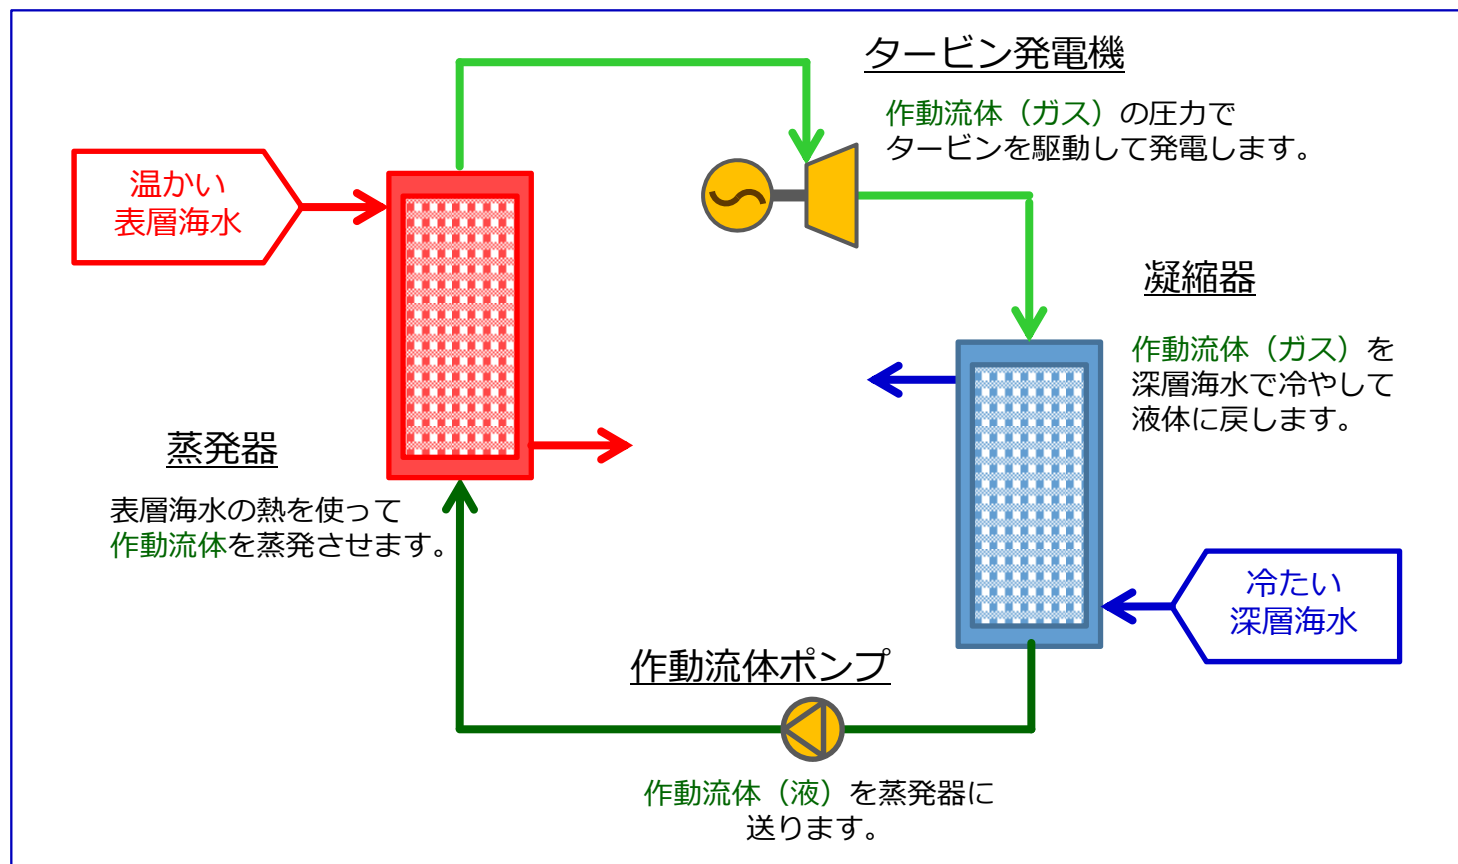 タービン発電機
作動流体（ガス）の圧力で
タービンを駆動して発電します。
温かい
表層海水
凝縮器
作動流体（ガス）を
深層海水で冷やして
液体に戻します。
蒸発器
表層海水の熱を使って
作動流体を蒸発させます。
冷たい
深層海水
作動流体ポンプ
作動流体（液）を蒸発器に
送ります。